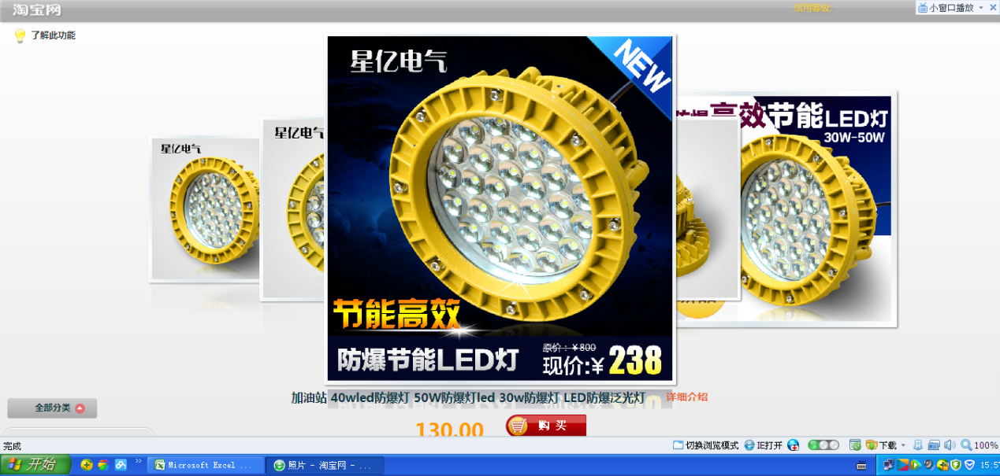 淘宝网
信用等级:
小窗口播放
了解此功能
星亿电气
NEW
星亿电气
星亿电气
高效节能LED灯
30W-50W
节能高效
防爆节能LED灯
原价:¥800
现价:¥238
加油站 40wled防爆灯 50W防爆灯led 30w防爆灯 LED防爆泛光灯
详细介绍
全部分类
130.00
购买
完成
切换浏览模式
IE打开
下载
100%
开始
Microsoft Excel ...
照片 - 淘宝网 - ...